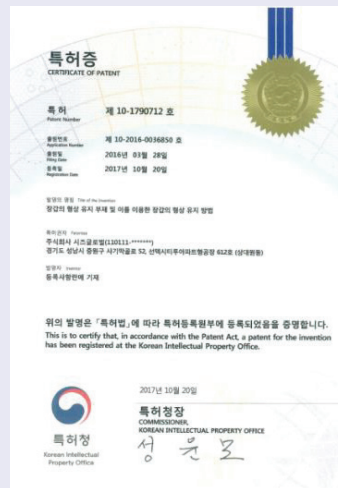 특허증
CERTIFICATE OF PATENT
특 허 제 10-1790712 호
Patent Number
출원번호 제 10-2016-0036850 호
Application Number
출원일 2016년 03월 28일
Filing Date
등록일 2017년 10월 20일
Registration Date
발명의 명칭 Title of the Invention
장갑의 형상 유지 부재 및 이를 이용한 장갑의 형상 유지 방법
특허권자 Patentee
주식회사 시즈글로벌(110111-*******)
경기도 성남시 중원구 사기막골로 52, 선텍시티투아파트형공장 612호 (상대원동)
발명자 Inventor
등록사항란에 기재
위의 발명은 「특허법」에 따라 특허등록원부에 등록되었음을 증명합니다.
This is to certify that, in accordance with the Patent Act, a patent for the invention
has been registered at the Korean Intellectual Property Office.
2017년 10월 20일
특허청
Korean Intellectual
Property Office
특허청장
COMMISSIONER,
KOREAN INTELLECTUAL PROPERTY OFFICE
성윤모